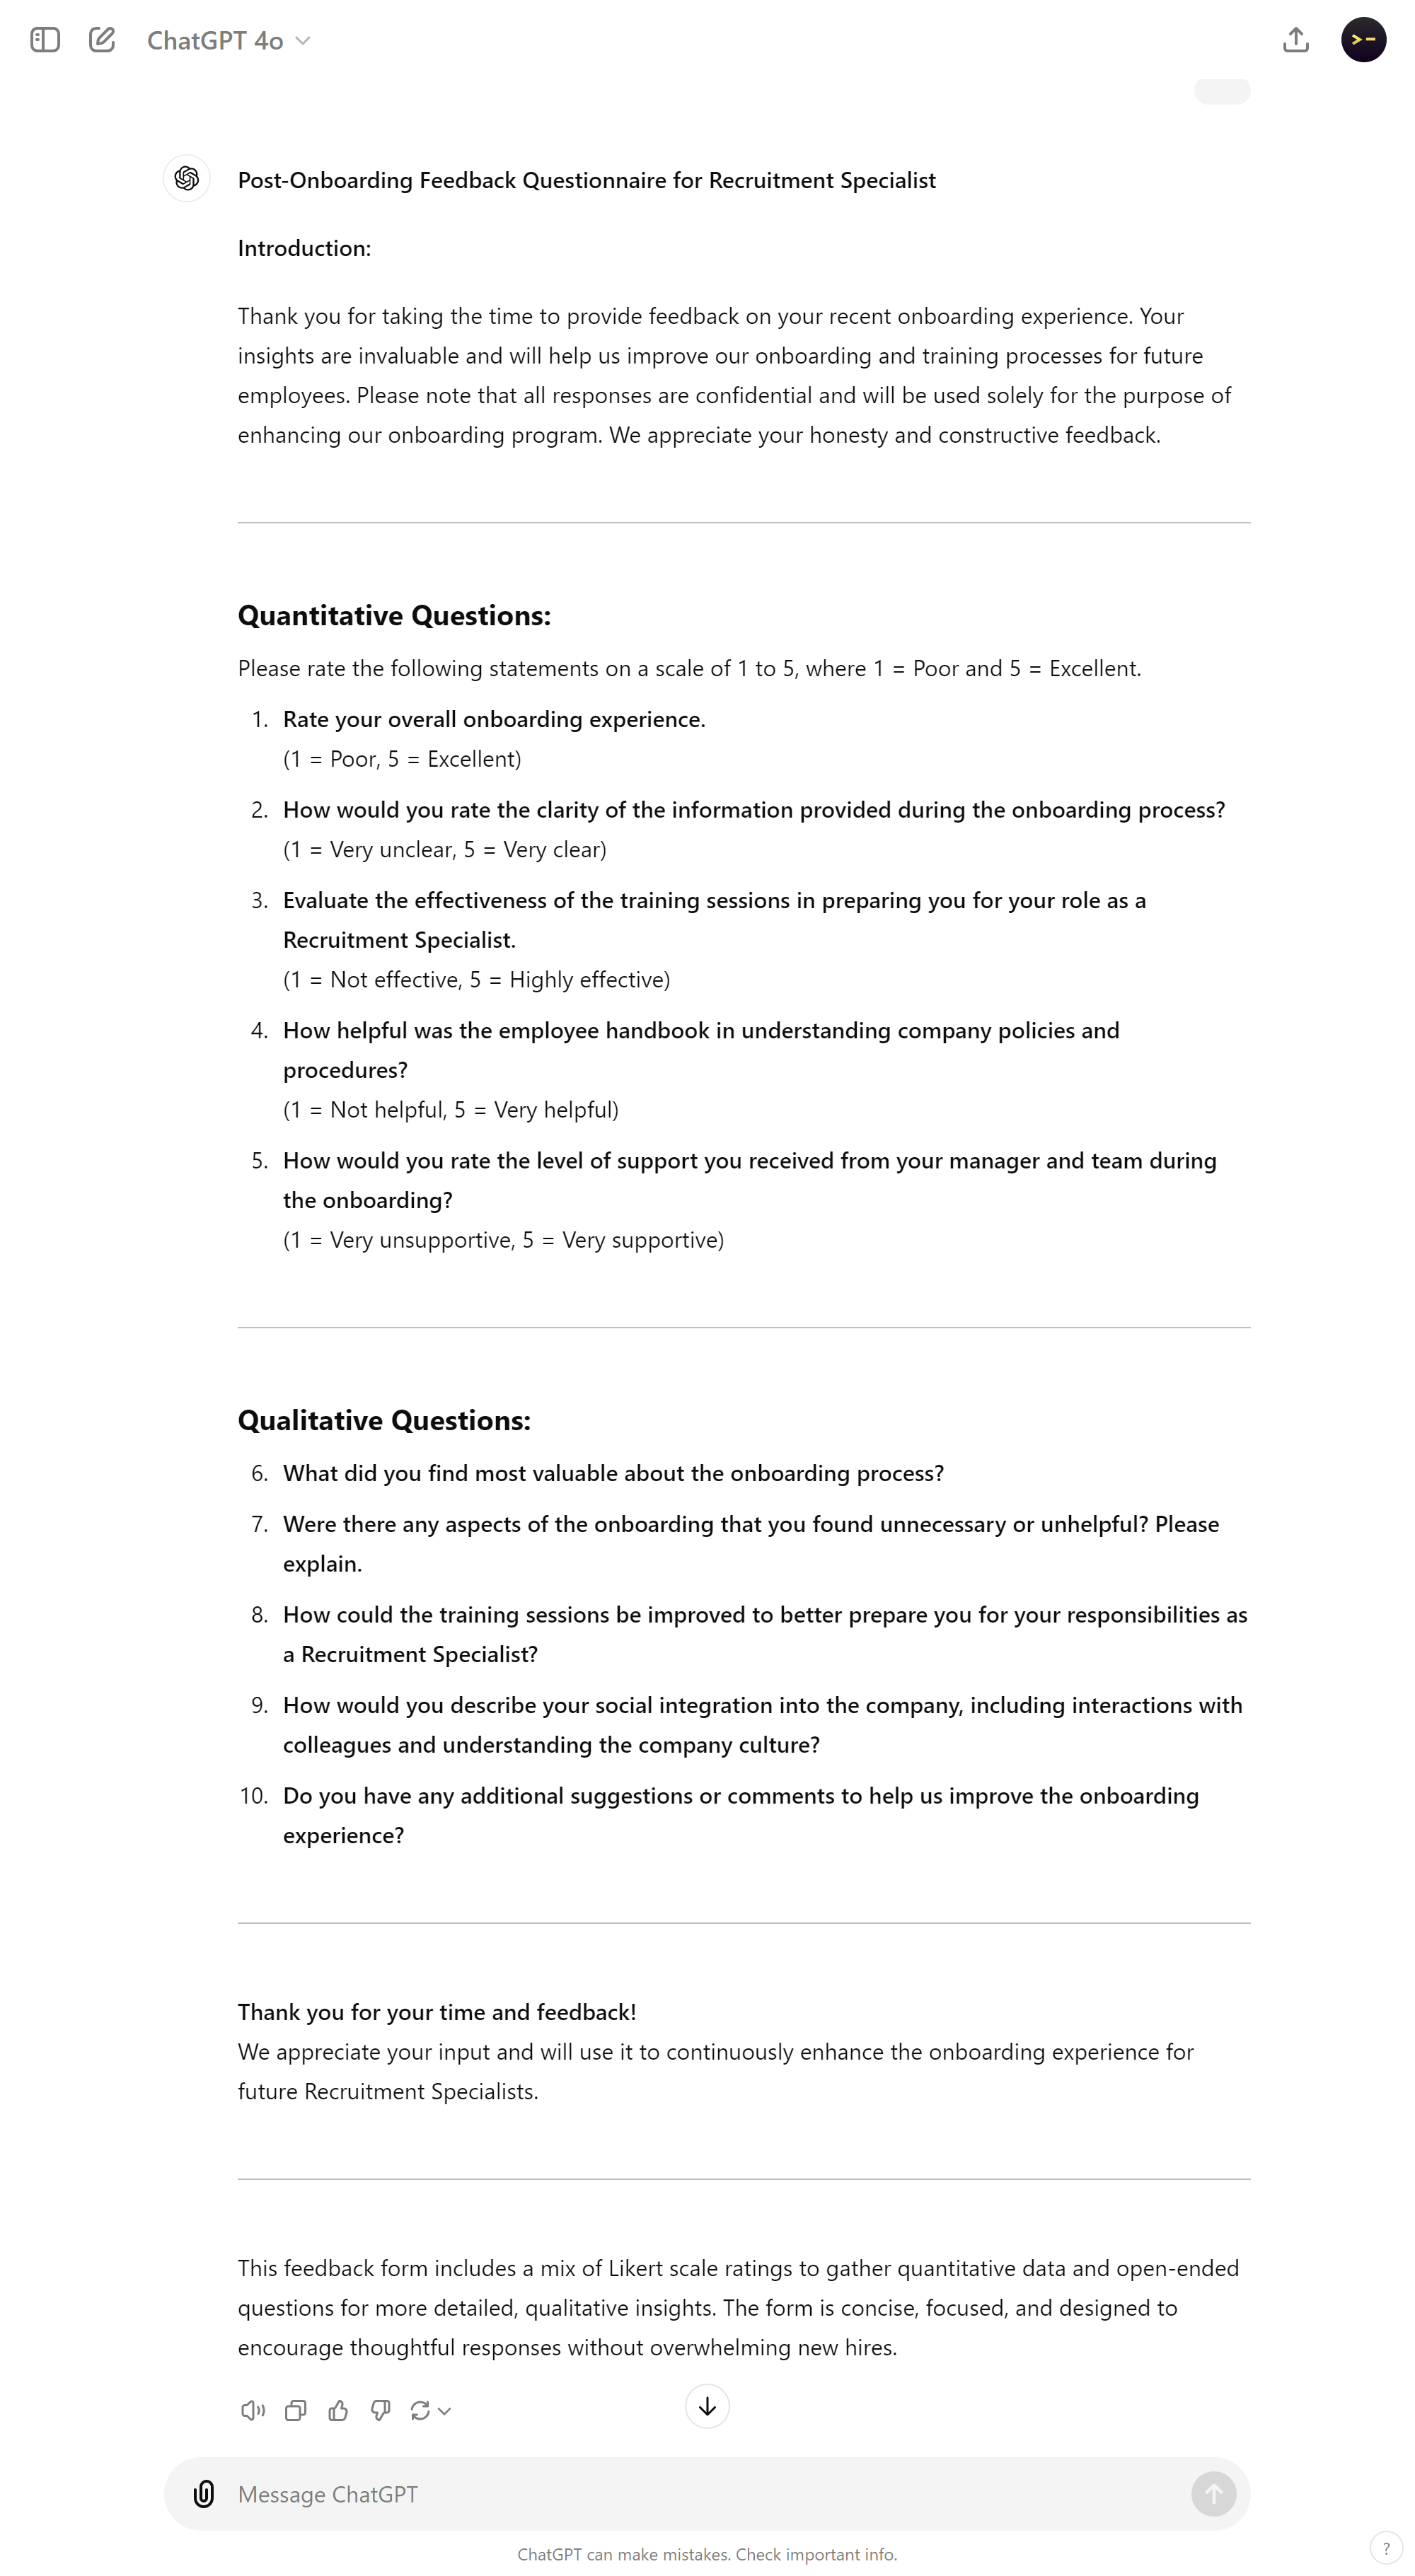 ChatGPT 4o
Post-Onboarding Feedback Questionnaire for Recruitment Specialist
Introduction:
Thank you for taking the time to provide feedback on your recent onboarding experience. Your
insights are invaluable and will help us improve our onboarding and training processes for future
employees. Please note that all responses are confidential and will be used solely for the purpose of
enhancing our onboarding program. We appreciate your honesty and constructive feedback.
Quantitative Questions:
Please rate the following statements on a scale of 1 to 5, where 1 = Poor and 5 = Excellent.
1. Rate your overall onboarding experience.
(1 = Poor, 5 = Excellent)
2. How would you rate the clarity of the information provided during the onboarding process?
(1 = Very unclear, 5 = Very clear)
3. Evaluate the effectiveness of the training sessions in preparing you for your role as a
Recruitment Specialist.
(1 = Not effective, 5 = Highly effective)
4. How helpful was the employee handbook in understanding company policies and
procedures?
(1 = Not helpful, 5 = Very helpful)
5. How would you rate the level of support you received from your manager and team during
the onboarding?
(1 = Very unsupportive, 5 = Very supportive)
Qualitative Questions:
6. What did you find most valuable about the onboarding process?
7. Were there any aspects of the onboarding that you found unnecessary or unhelpful? Please
explain.
8. How could the training sessions be improved to better prepare you for your responsibilities as
a Recruitment Specialist?
9. How would you describe your social integration into the company, including interactions with
colleagues and understanding the company culture?
10. Do you have any additional suggestions or comments to help us improve the onboarding
experience?
Thank you for your time and feedback!
We appreciate your input and will use it to continuously enhance the onboarding experience for
future Recruitment Specialists.
This feedback form includes a mix of Likert scale ratings to gather quantitative data and open-ended
questions for more detailed, qualitative insights. The form is concise, focused, and designed to
encourage thoughtful responses without overwhelming new hires.
Message ChatGPT
ChatGPT can make mistakes. Check important info.
?